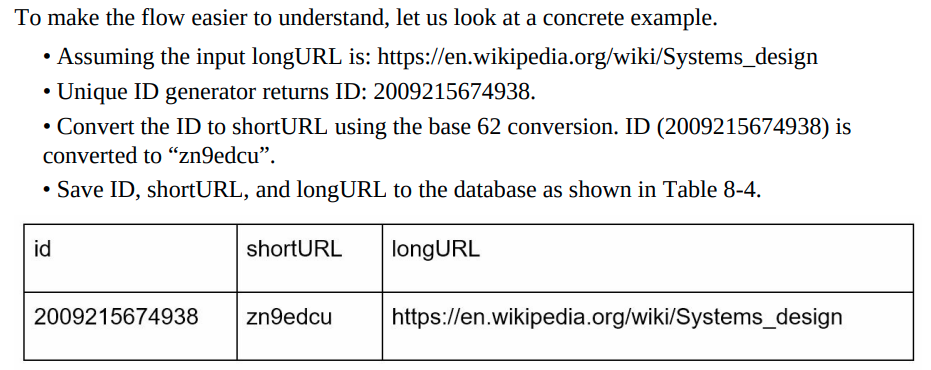 To make the flow easier to understand, let us look at a concrete example.
• Assuming the input longURL is: https://en.wikipedia.org/wiki/Systems_design
• Unique ID generator returns ID: 2009215674938.
• Convert the ID to shortURL using the base 62 conversion. ID (2009215674938) is
converted to “zn9edcu”.
• Save ID, shortURL, and longURL to the database as shown in Table 8-4.
id shortURL longURL
2009215674938 zn9edcu https://en.wikipedia.org/wiki/Systems_design